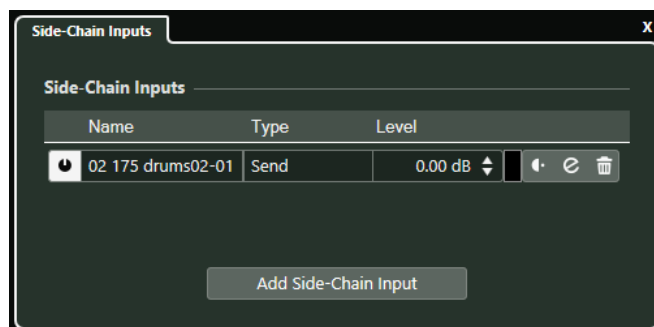 Side-Chain Inputs
X
Side-Chain Inputs
Name Type Level
02 175 drums02-01 Send 0.00 dB
Add Side-Chain Input